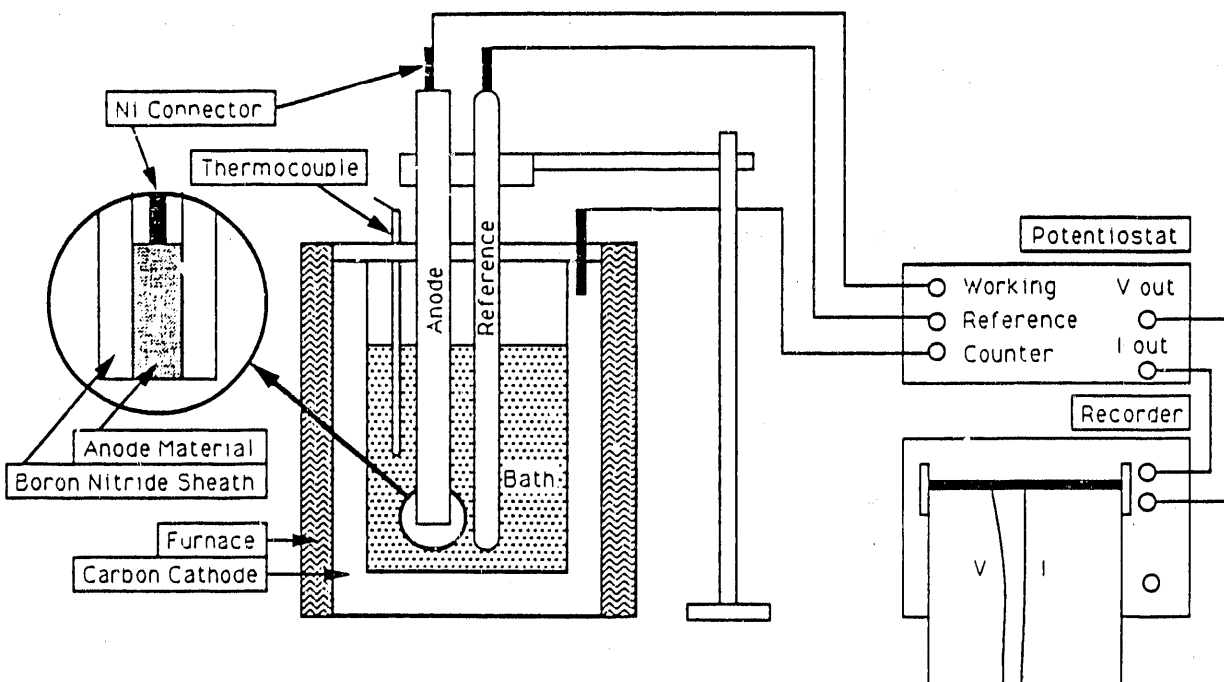 Ni Connector
Thermocouple
Anode
Reference
Bath
Anode Material
Boron Nitride Sheath
Furnace
Carbon Cathode
Potentiostat
Working
V out
Reference
I out
Counter
Recorder
V
I